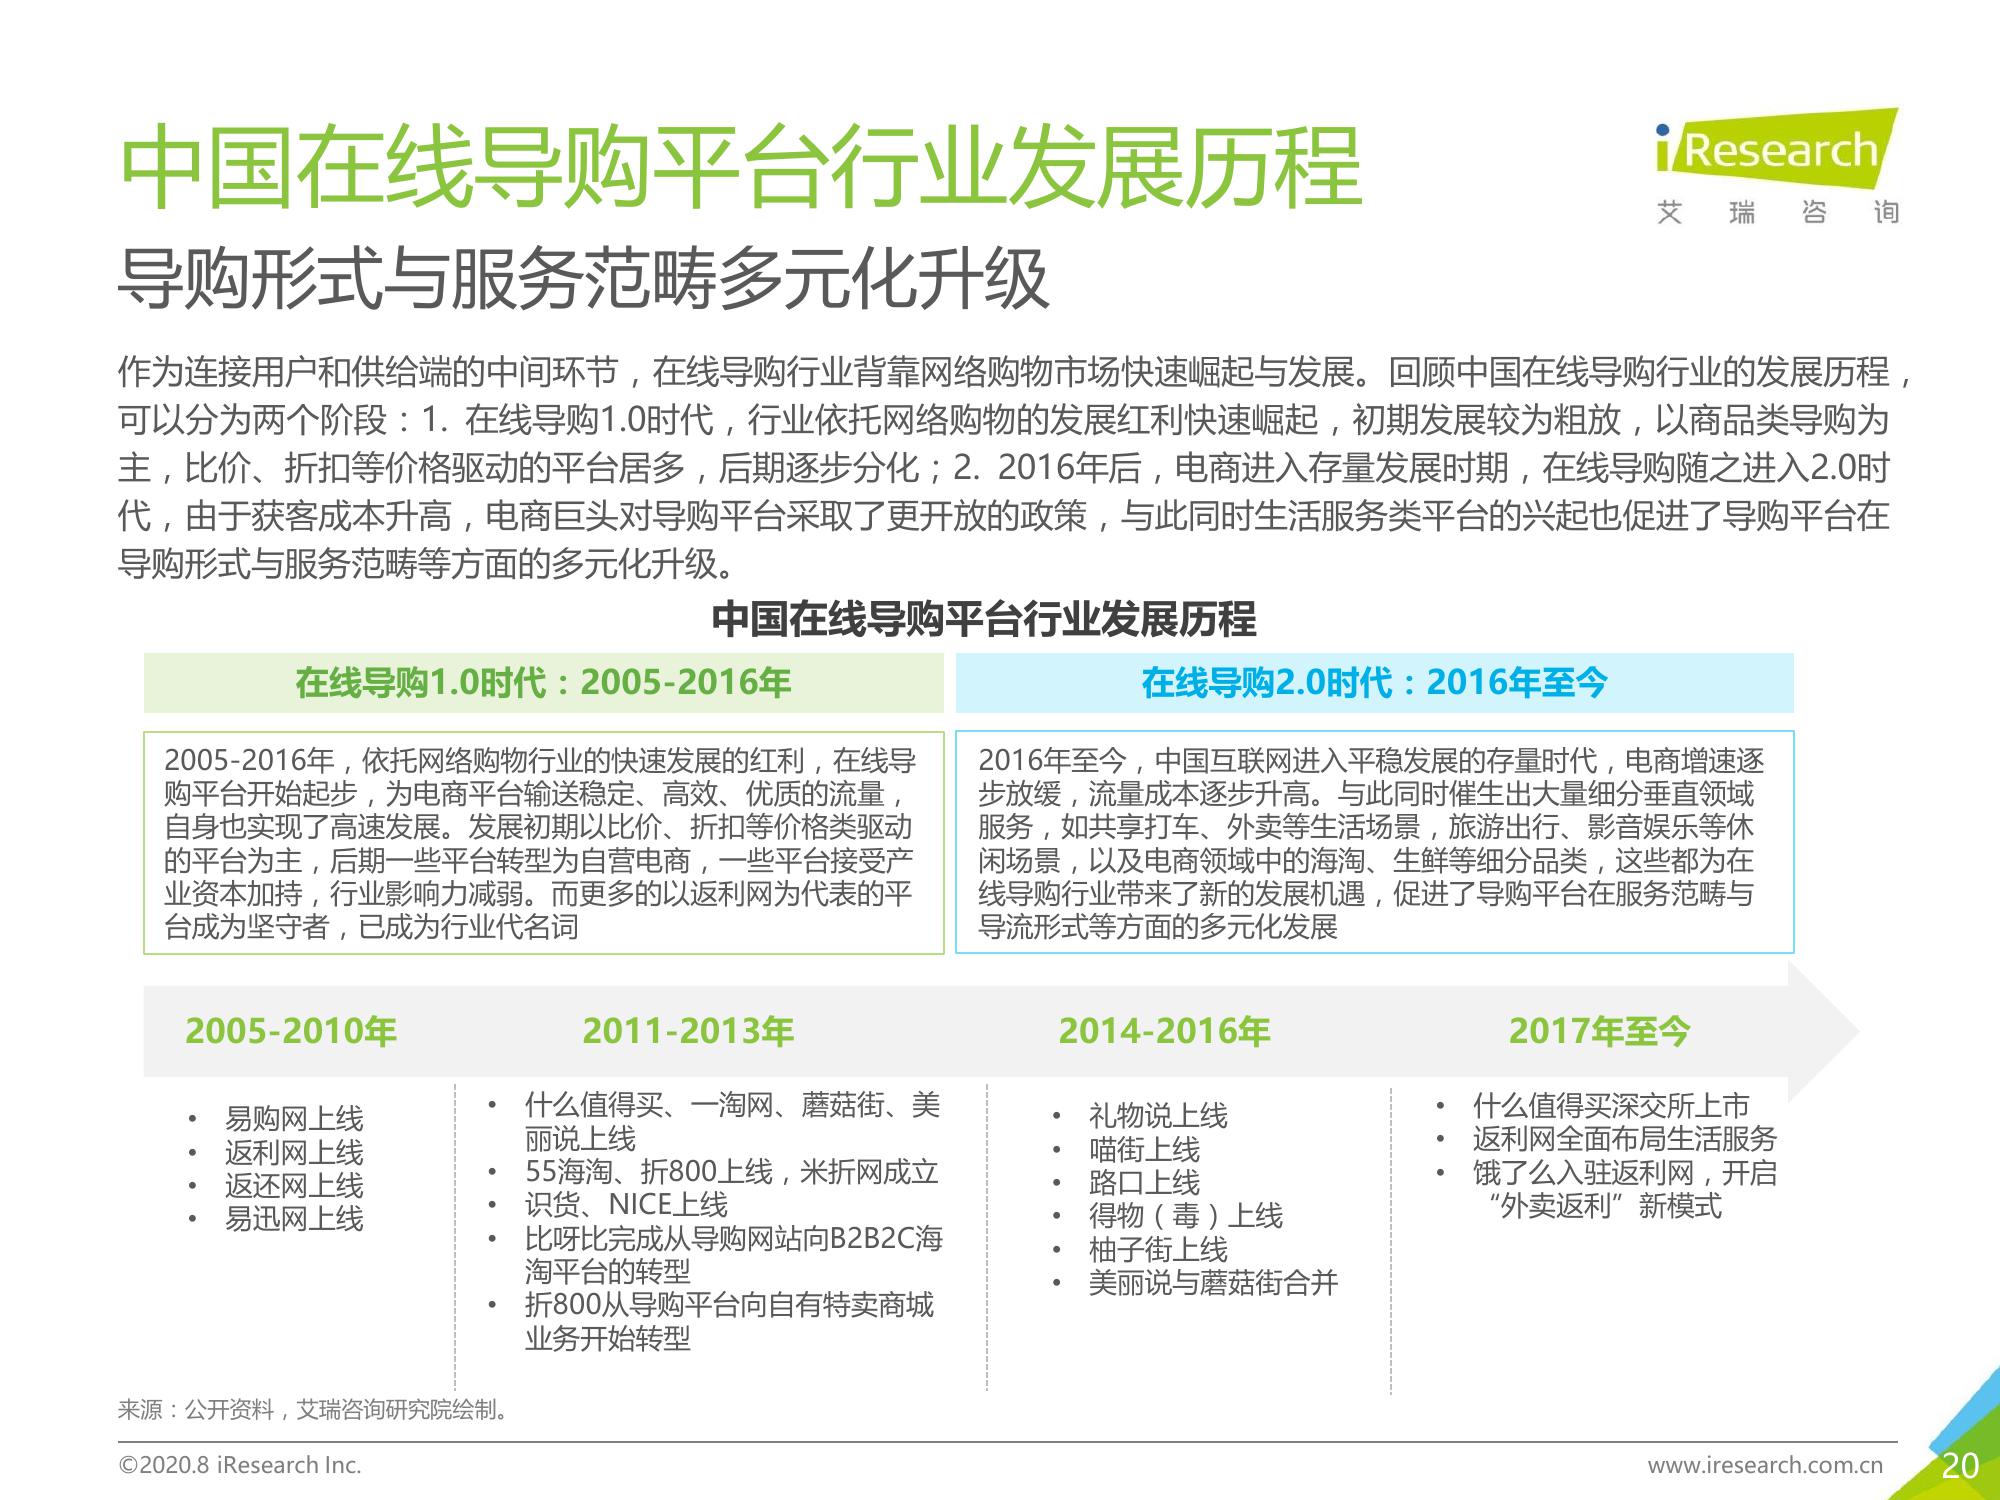 中国在线导购平台行业发展历程
iResearch
艾 瑞 咨 询
导购形式与服务范畴多元化升级
作为连接用户和供给端的中间环节，在线导购行业背靠网络购物市场快速崛起与发展。回顾中国在线导购行业的发展历程，
可以分为两个阶段：1. 在线导购1.0时代，行业依托网络购物的发展红利快速崛起，初期发展较为粗放，以商品类导购为
主，比价、折扣等价格驱动的平台居多，后期逐步分化；2. 2016年后，电商进入存量发展时期，在线导购随之进入2.0时
代，由于获客成本升高，电商巨头对导购平台采取了更开放的政策，与此同时生活服务类平台的兴起也促进了导购平台在
导购形式与服务范畴等方面的多元化升级。
中国在线导购平台行业发展历程
在线导购1.0时代：2005-2016年
2005-2016年，依托网络购物行业的快速发展的红利，在线导
购平台开始起步，为电商平台输送稳定、高效、优质的流量，
自身也实现了高速发展。发展初期以比价、折扣等价格类驱动
的平台为主，后期一些平台转型为自营电商，一些平台接受产
业资本加持，行业影响力减弱。而更多的以返利网为代表的平
台成为坚守者，已成为行业代名词
在线导购2.0时代：2016年至今
2016年至今，中国互联网进入平稳发展的存量时代，电商增速逐
步放缓，流量成本逐步升高。与此同时催生出大量细分垂直领域
服务，如共享打车、外卖等生活场景，旅游出行、影音娱乐等休
闲场景，以及电商领域中的海淘、生鲜等细分品类，这些都为在
线导购行业带来了新的发展机遇，促进了导购平台在服务范畴与
导流形式等方面的多元化发展
2005-2010年
• 易购网上线
• 返利网上线
• 返还网上线
• 易迅网上线
2011-2013年
• 什么值得买、一淘网、蘑菇街、美
丽说上线
• 55海淘、折800上线，米折网成立
• 识货、NICE上线
• 比呀比完成从导购网站向B2B2C海
淘平台的转型
• 折800从导购平台向自有特卖商城
业务开始转型
2014-2016年
• 礼物说上线
• 喵街上线
• 路口上线
• 得物（毒）上线
• 柚子街上线
• 美丽说与蘑菇街合并
2017年至今
• 什么值得买深交所上市
• 返利网全面布局生活服务
• 饿了么入驻返利网，开启
“外卖返利”新模式
来源：公开资料，艾瑞咨询研究院绘制。
©2020.8 iResearch Inc.
www.iresearch.com.cn
20